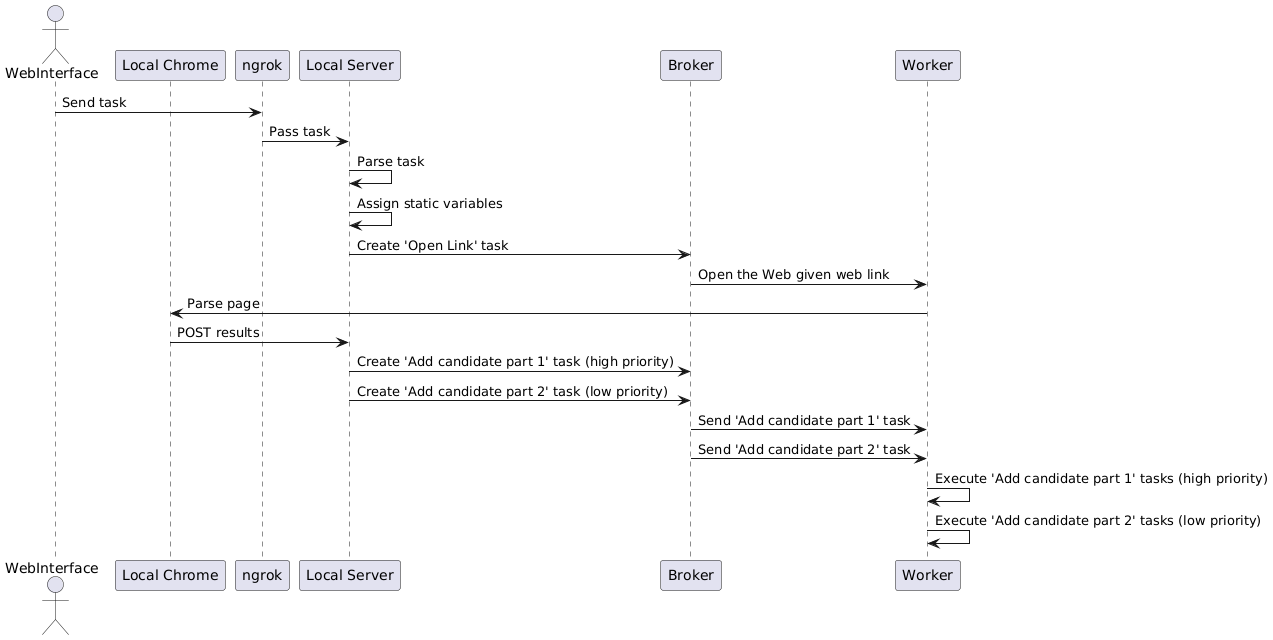 WebInterface
Local Chrome
ngrok
Local Server
Broker
Worker
Send task
Pass task
Parse task
Assign static variables
Create 'Open Link' task
Open the Web given web link
Parse page
POST results
Create 'Add candidate part 1' task (high priority)
Create 'Add candidate part 2' task (low priority)
Send 'Add candidate part 1' task
Send 'Add candidate part 2' task
Execute 'Add candidate part 1' tasks (high priority)
Execute 'Add candidate part 2' tasks (low priority)
WebInterface
Local Chrome
ngrok
Local Server
Broker
Worker